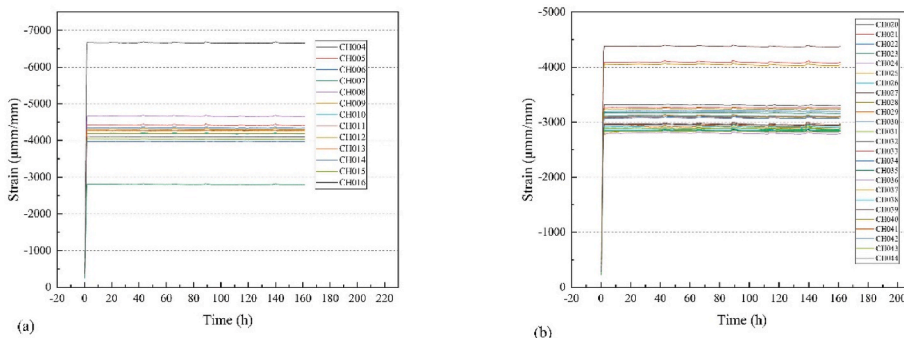 -7000
-6000
-5000
-4000
-3000
-2000
-1000
0
Strain (μmm/mm)
-20 0 20 40 60 80 100 120 140 160 180 200 220
Time (h)
(a)
CH004
CH005
CH006
CH007
CH008
CH009
CH010
CH011
CH012
CH013
CH014
CH015
CH016
-5000
-4000
-3000
-2000
-1000
0
Strain (μmm/mm)
-20 0 20 40 60 80 100 120 140 160 180 200
Time (h)
(b)
CH020
CH021
CH022
CH023
CH024
CH025
CH026
CH027
CH028
CH029
CH030
CH031
CH032
CH033
CH034
CH035
CH036
CH037
CH038
CH039
CH040
CH041
CH042
CH043
CH044